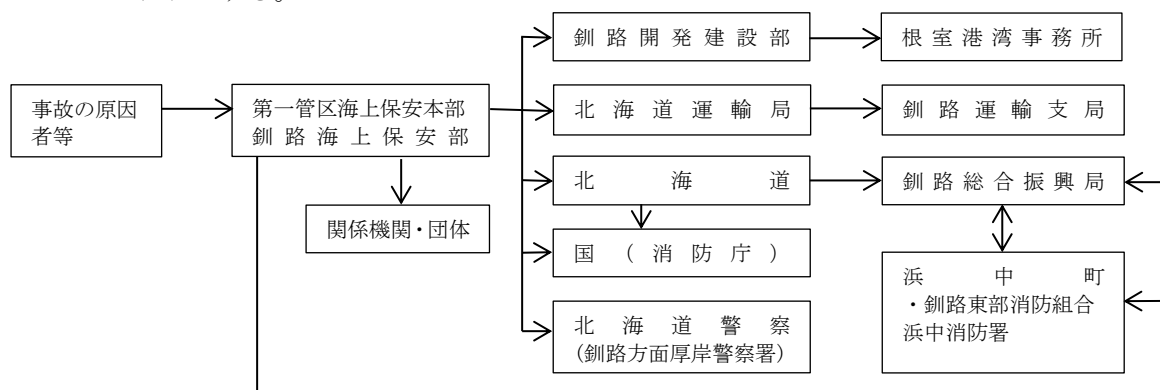 釧路開発建設部
根室港湾事務所
事故の原因
者等
第一管区海上保安本部
釧路海上保安部
北海道運輸局
釧路運輸支局
北海道
釧路総合振興局
関係機関・団体
国(消防庁)
浜中町
・釧路東部消防組合
浜中消防署
北海道警察
(釧路方面厚岸警察署)